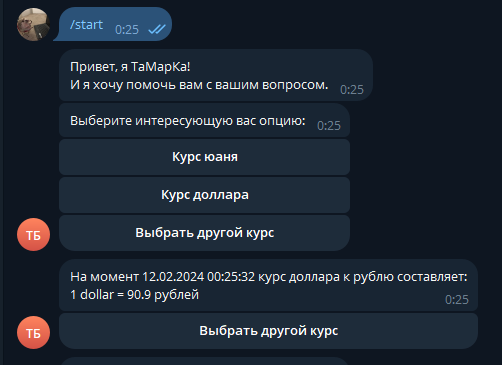 /start 0:25
Привет, я ТаМарКа!
И я хочу помочь вам с вашим вопросом. 0:25
Выберите интересующую вас опцию: 0:25
Курс юаня
Курс доллара
ТБ
Выбрать другой курс
На момент 12.02.2024 00:25:32 курс доллара к рублю составляет:
1 dollar = 90.9 рублей 0:25
ТБ
Выбрать другой курс